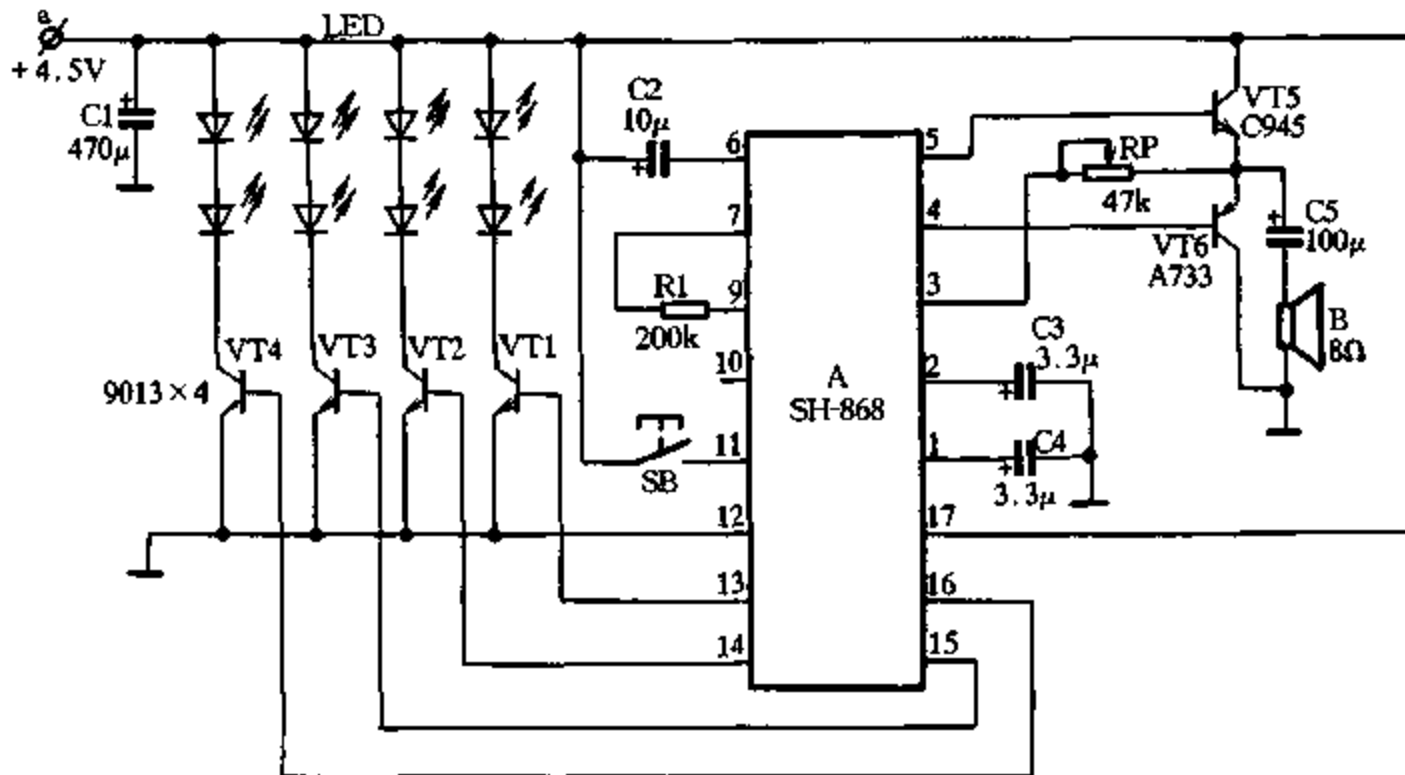 a
LED
+4.5V
C1
470μ
C2
10μ
VT5
C945
RP
47k
C5
100μ
VT6
A733
B
8Ω
6
5
7
4
R1
200k
9
3
10
A
SH-868
2
C3
3.3μ
VT4
VT3
VT2
VT1
9013×4
SB
11
1
C4
3.3μ
12
17
13
16
14
15